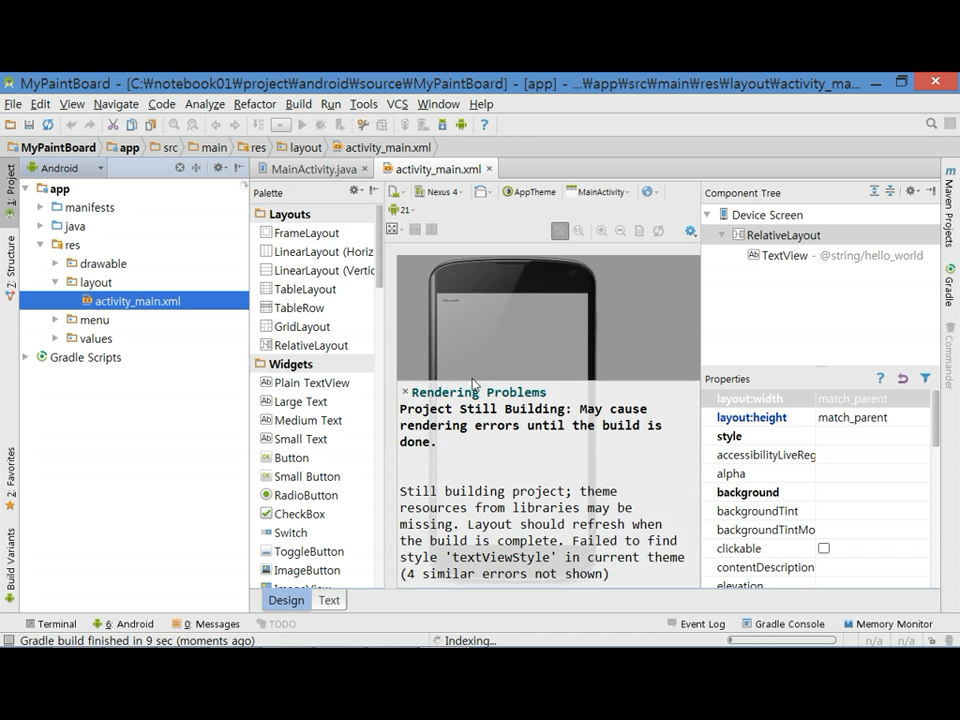 MyPaintBoard - [C:₩notebook01₩project₩android₩source₩MyPaintBoard] - [app] - ...₩app₩src₩main₩res₩layout₩activity_ma...
File Edit View Navigate Code Analyze Refactor Build Run Tools VCS Window Help
MyPaintBoard app src main res layout activity_main.xml
1: Project
7: Structure
2: Favorites
Build Variants
Android
app
manifests
java
res
drawable
layout
activity_main.xml
menu
values
Gradle Scripts
MainActivity.java × activity_main.xml ×
Palette
Layouts
FrameLayout
LinearLayout (Horiz
LinearLayout (Vertic
TableLayout
TableRow
GridLayout
RelativeLayout
Widgets
Plain TextView
Large Text
Medium Text
Small Text
Button
Small Button
RadioButton
CheckBox
Switch
ToggleButton
ImageButton
Nexus 4 AppTheme MainActivity
21
Rendering Problems
Project Still Building: May cause
rendering errors until the build is
done.
Still building project; theme
resources from libraries may be
missing. Layout should refresh when
the build is complete. Failed to find
style 'textViewStyle' in current theme
(4 similar errors not shown)
Design Text
Component Tree
Device Screen
RelativeLayout
TextView - @string/hello_world
Properties
layout:width match_parent
layout:height match_parent
style
accessibilityLiveReg
alpha
background
backgroundTint
backgroundTintMo
clickable
contentDescription
elevation
Maven Projects
Gradle
Commander
Terminal 6: Android 0: Messages TODO Event Log Gradle Console Memory Monitor
Gradle build finished in 9 sec (moments ago) Indexing... n/a n/a